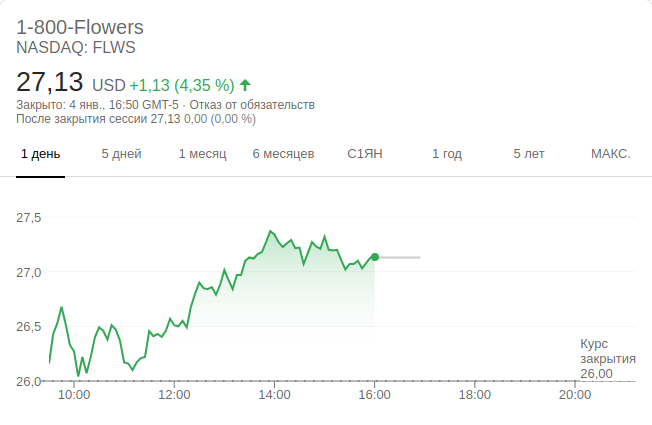 1-800-Flowers
NASDAQ: FLWS
27,13 USD +1,13 (4,35 %)
Закрыто: 4 янв., 16:50 GMT-5 · Отказ от обязательств
После закрытия сессии 27,13 0,00 (0,00 %)
1 день 5 дней 1 месяц 6 месяцев С1ЯН 1 год 5 лет МАКС.
27,5
27,0
26,5
26,0
Курс
закрытия
26,00
10:00 12:00 14:00 16:00 18:00 20:00